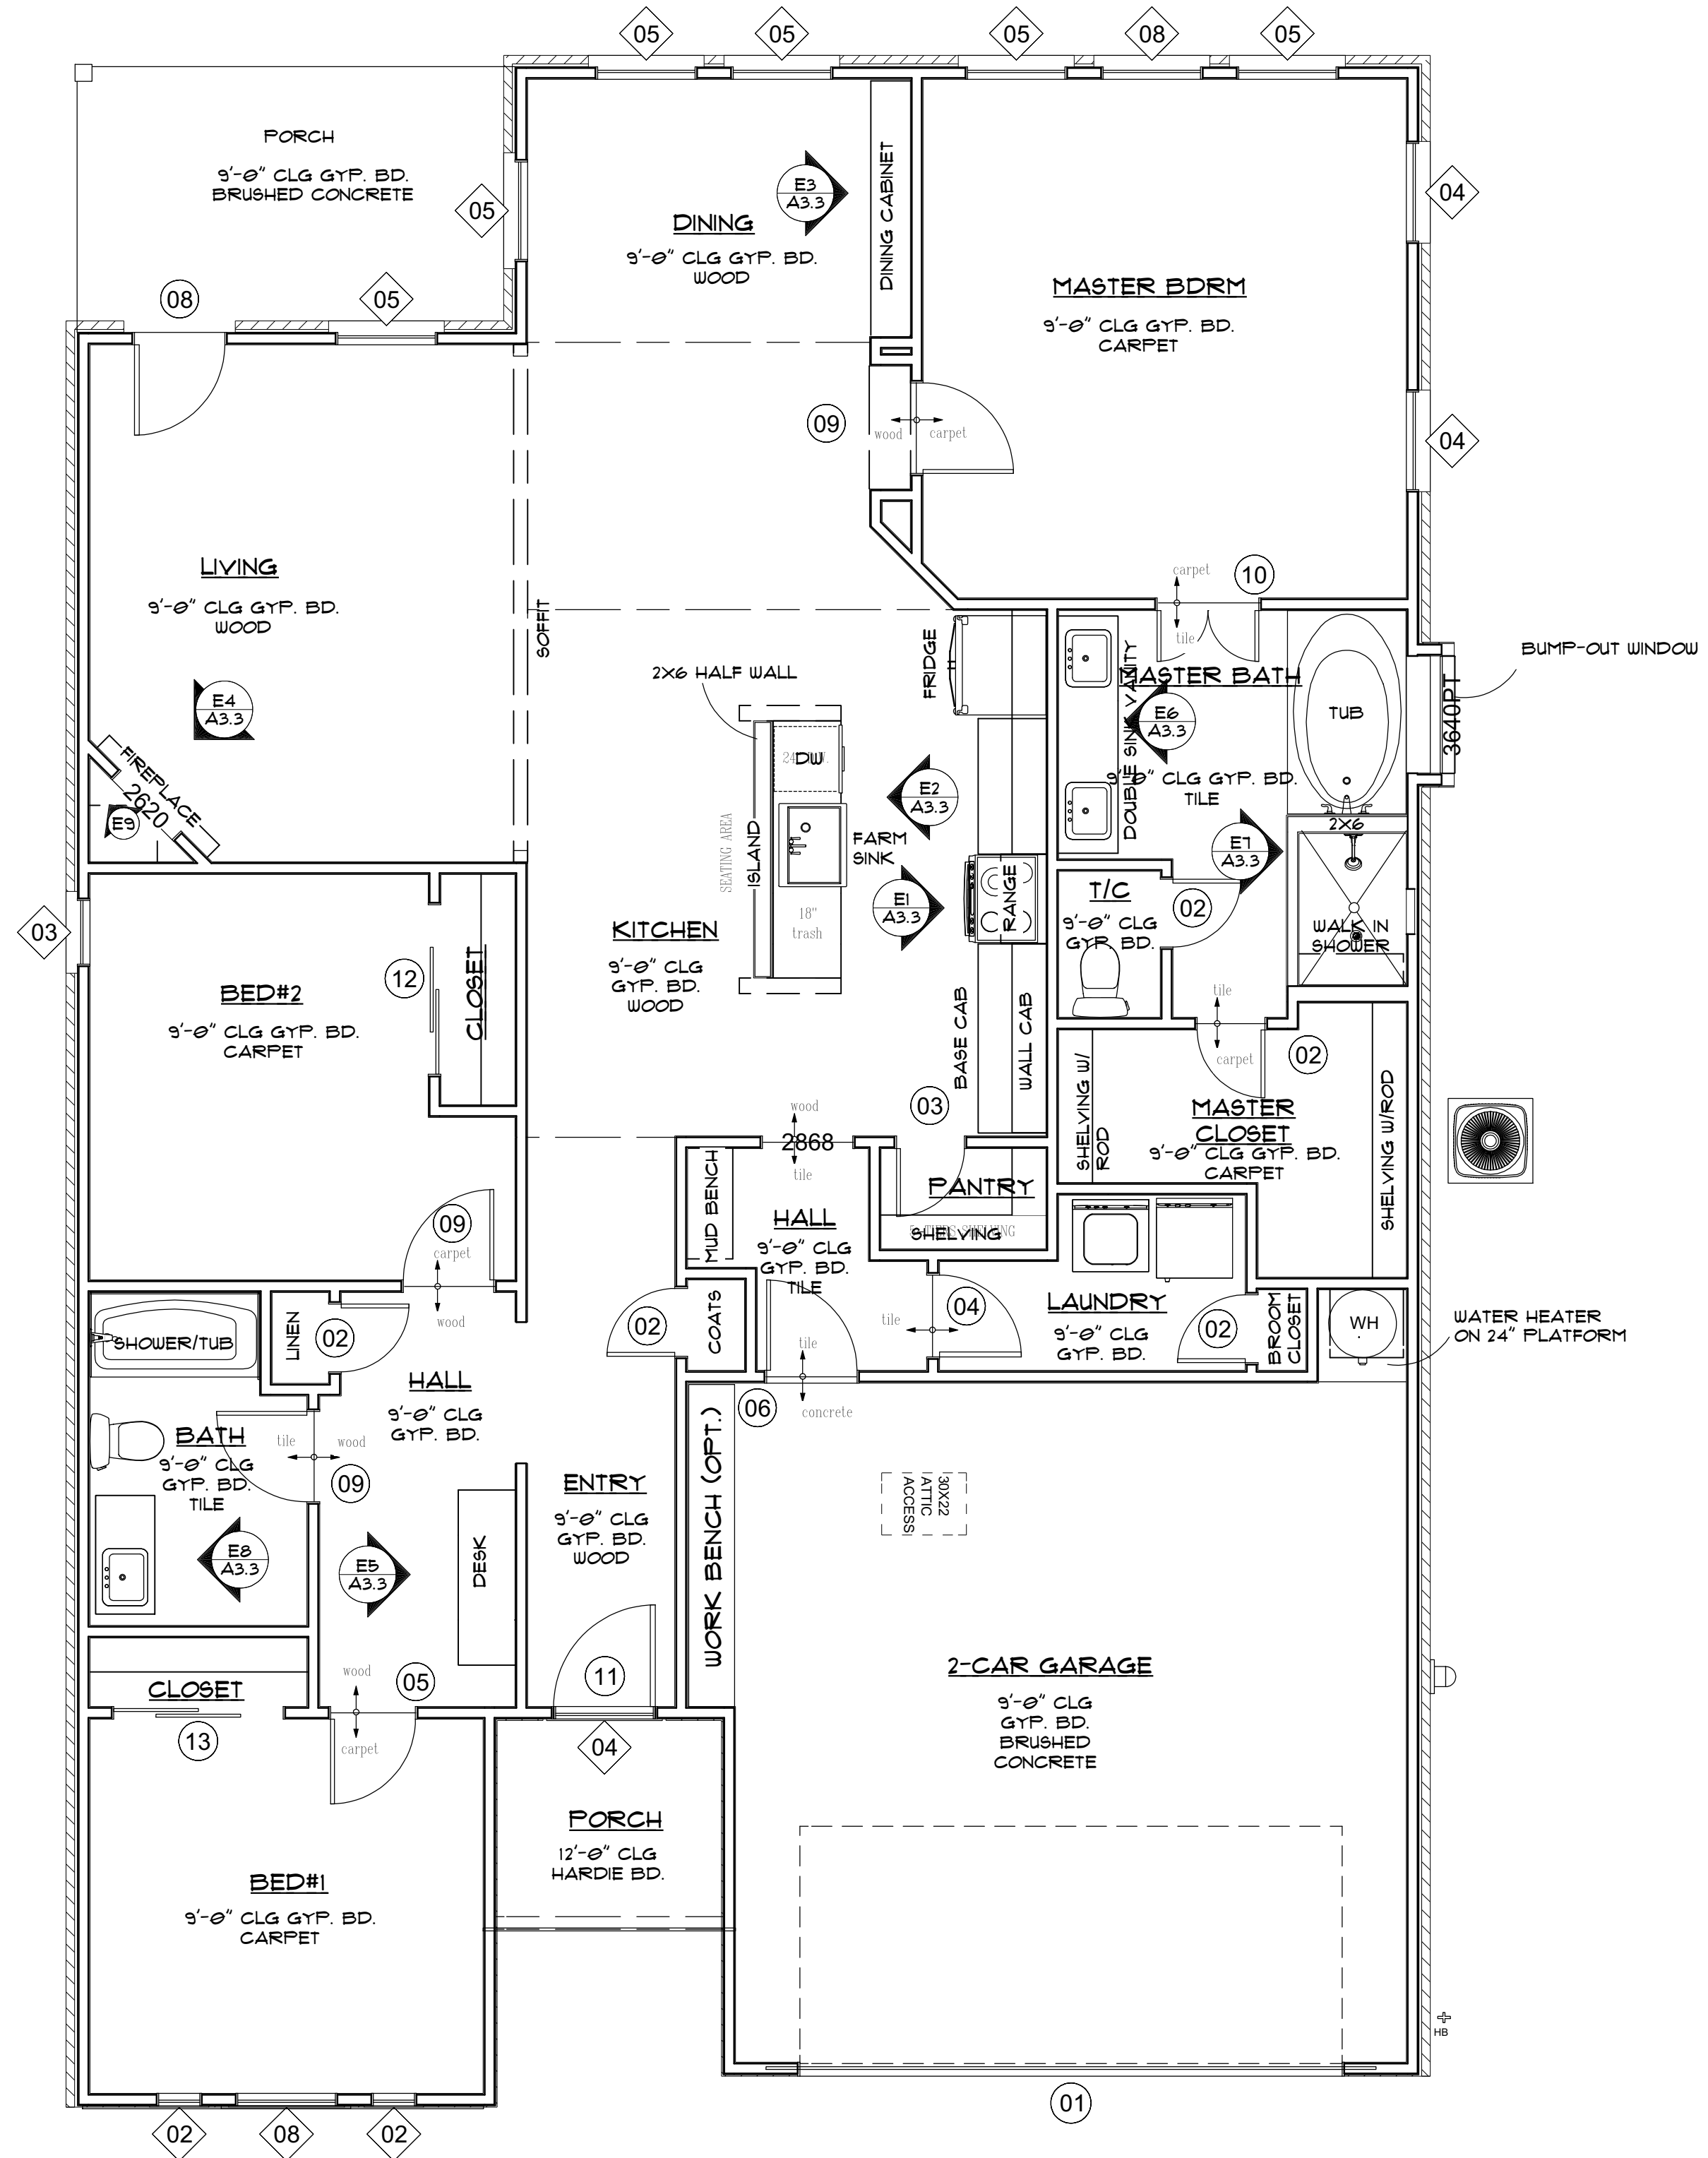 05
05
05
08
05
PORCH
9'-0" CLG GYP. BD.
BRUSHED CONCRETE
05
E3
A3.3
DINING CABINET
04
DINING
9'-0" CLG GYP. BD.
WOOD
MASTER BDRM
9'-0" CLG GYP. BD.
CARPET
08
05
09
wood
carpet
04
LIVING
9'-0" CLG GYP. BD.
WOOD
SOFFIT
carpet
10
tile
2X6 HALF WALL
FRIDGE
MASTER BATH
BUMP-OUT WINDOW
E4
A3.3
DOUBLE SINK VANITY
E6
A3.3
TUB
3640PT
9'-0" CLG GYP. BD.
TILE
FIREPLACE
2620
E9
DW
E2
A3.3
SEATING AREA
ISLAND
FARM
SINK
2X6
E7
A3.3
E1
A3.3
RANGE
T/C
9'-0" CLG
GYP. BD.
02
18"
trash
WALK IN
SHOWER
03
KITCHEN
9'-0" CLG
GYP. BD.
WOOD
12
CLOSET
BED#2
9'-0" CLG GYP. BD.
CARPET
BASE CAB
WALL CAB
tile
carpet
02
03
SHELVING W/
ROD
MASTER
CLOSET
9'-0" CLG GYP. BD.
CARPET
SHELVING W/ROD
wood
2868
tile
MUD BENCH
PANTRY
SHELVING
HALL
9'-0" CLG
GYP. BD.
TILE
09
carpet
wood
SHOWER/TUB
LINEN
02
02
COATS
tile
04
LAUNDRY
9'-0" CLG
GYP. BD.
02
BROOM
CLOSET
WH
WATER HEATER
ON 24" PLATFORM
HALL
9'-0" CLG
GYP. BD.
tile
06
concrete
BATH
9'-0" CLG
GYP. BD.
TILE
tile
wood
09
WORK BENCH (OPT.)
30X22
ATTIC
ACCESS
ENTRY
9'-0" CLG
GYP. BD.
WOOD
E8
A3.3
E5
A3.3
DESK
CLOSET
13
wood
05
carpet
11
04
2-CAR GARAGE
9'-0" CLG
GYP. BD.
BRUSHED
CONCRETE
PORCH
12'-0" CLG
HARDIE BD.
BED#1
9'-0" CLG GYP. BD.
CARPET
HB
01
02
08
02